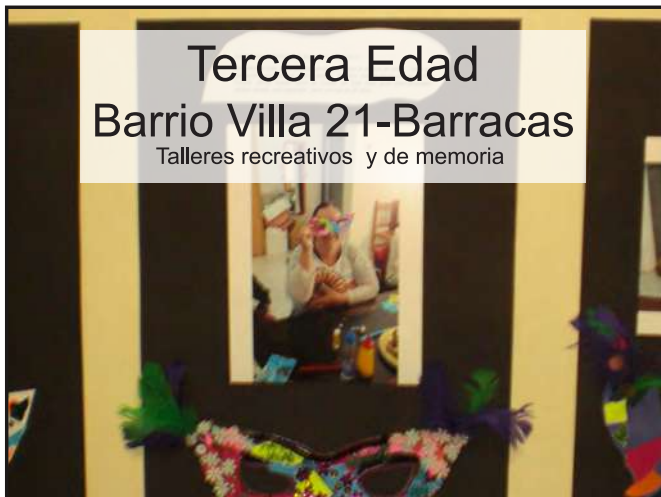 Tercera Edad
Barrio Villa 21-Barracas
Talleres recreativos y de memoria